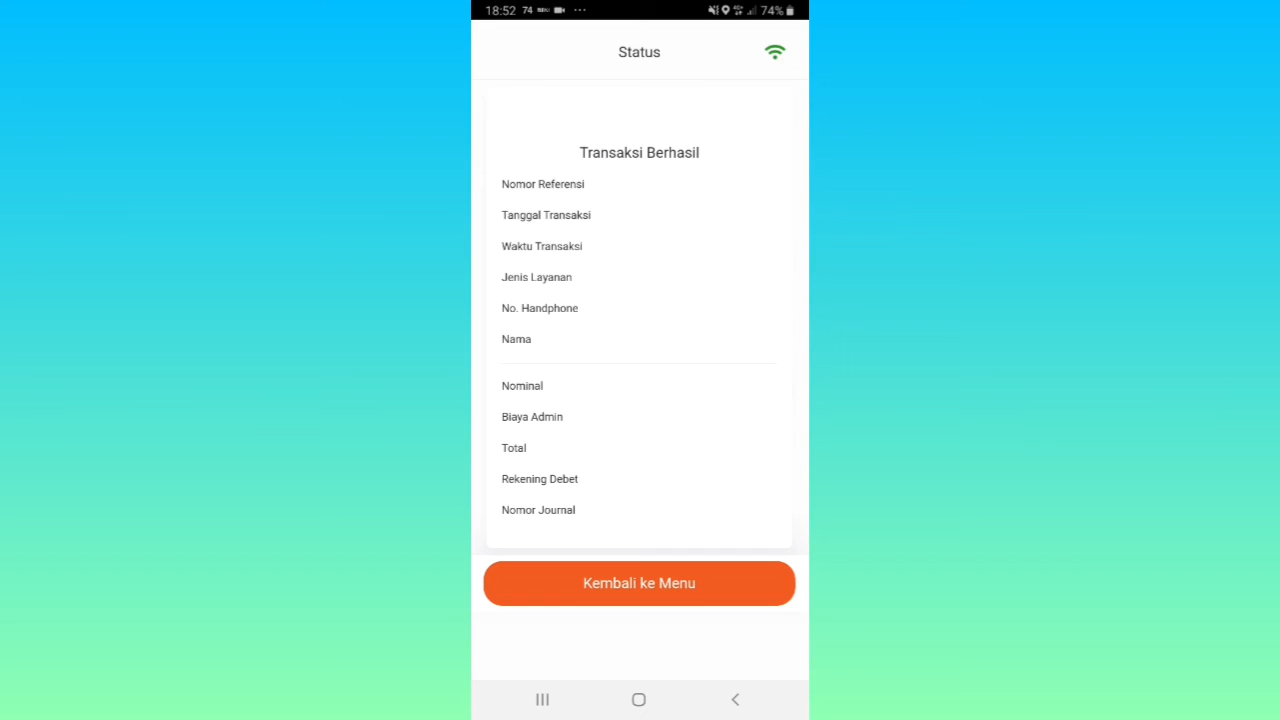 18:52 74
74%
Status
Transaksi Berhasil
Nomor Referensi
Tanggal Transaksi
Waktu Transaksi
Jenis Layanan
No. Handphone
Nama
Nominal
Biaya Admin
Total
Rekening Debet
Nomor Journal
Kembali ke Menu